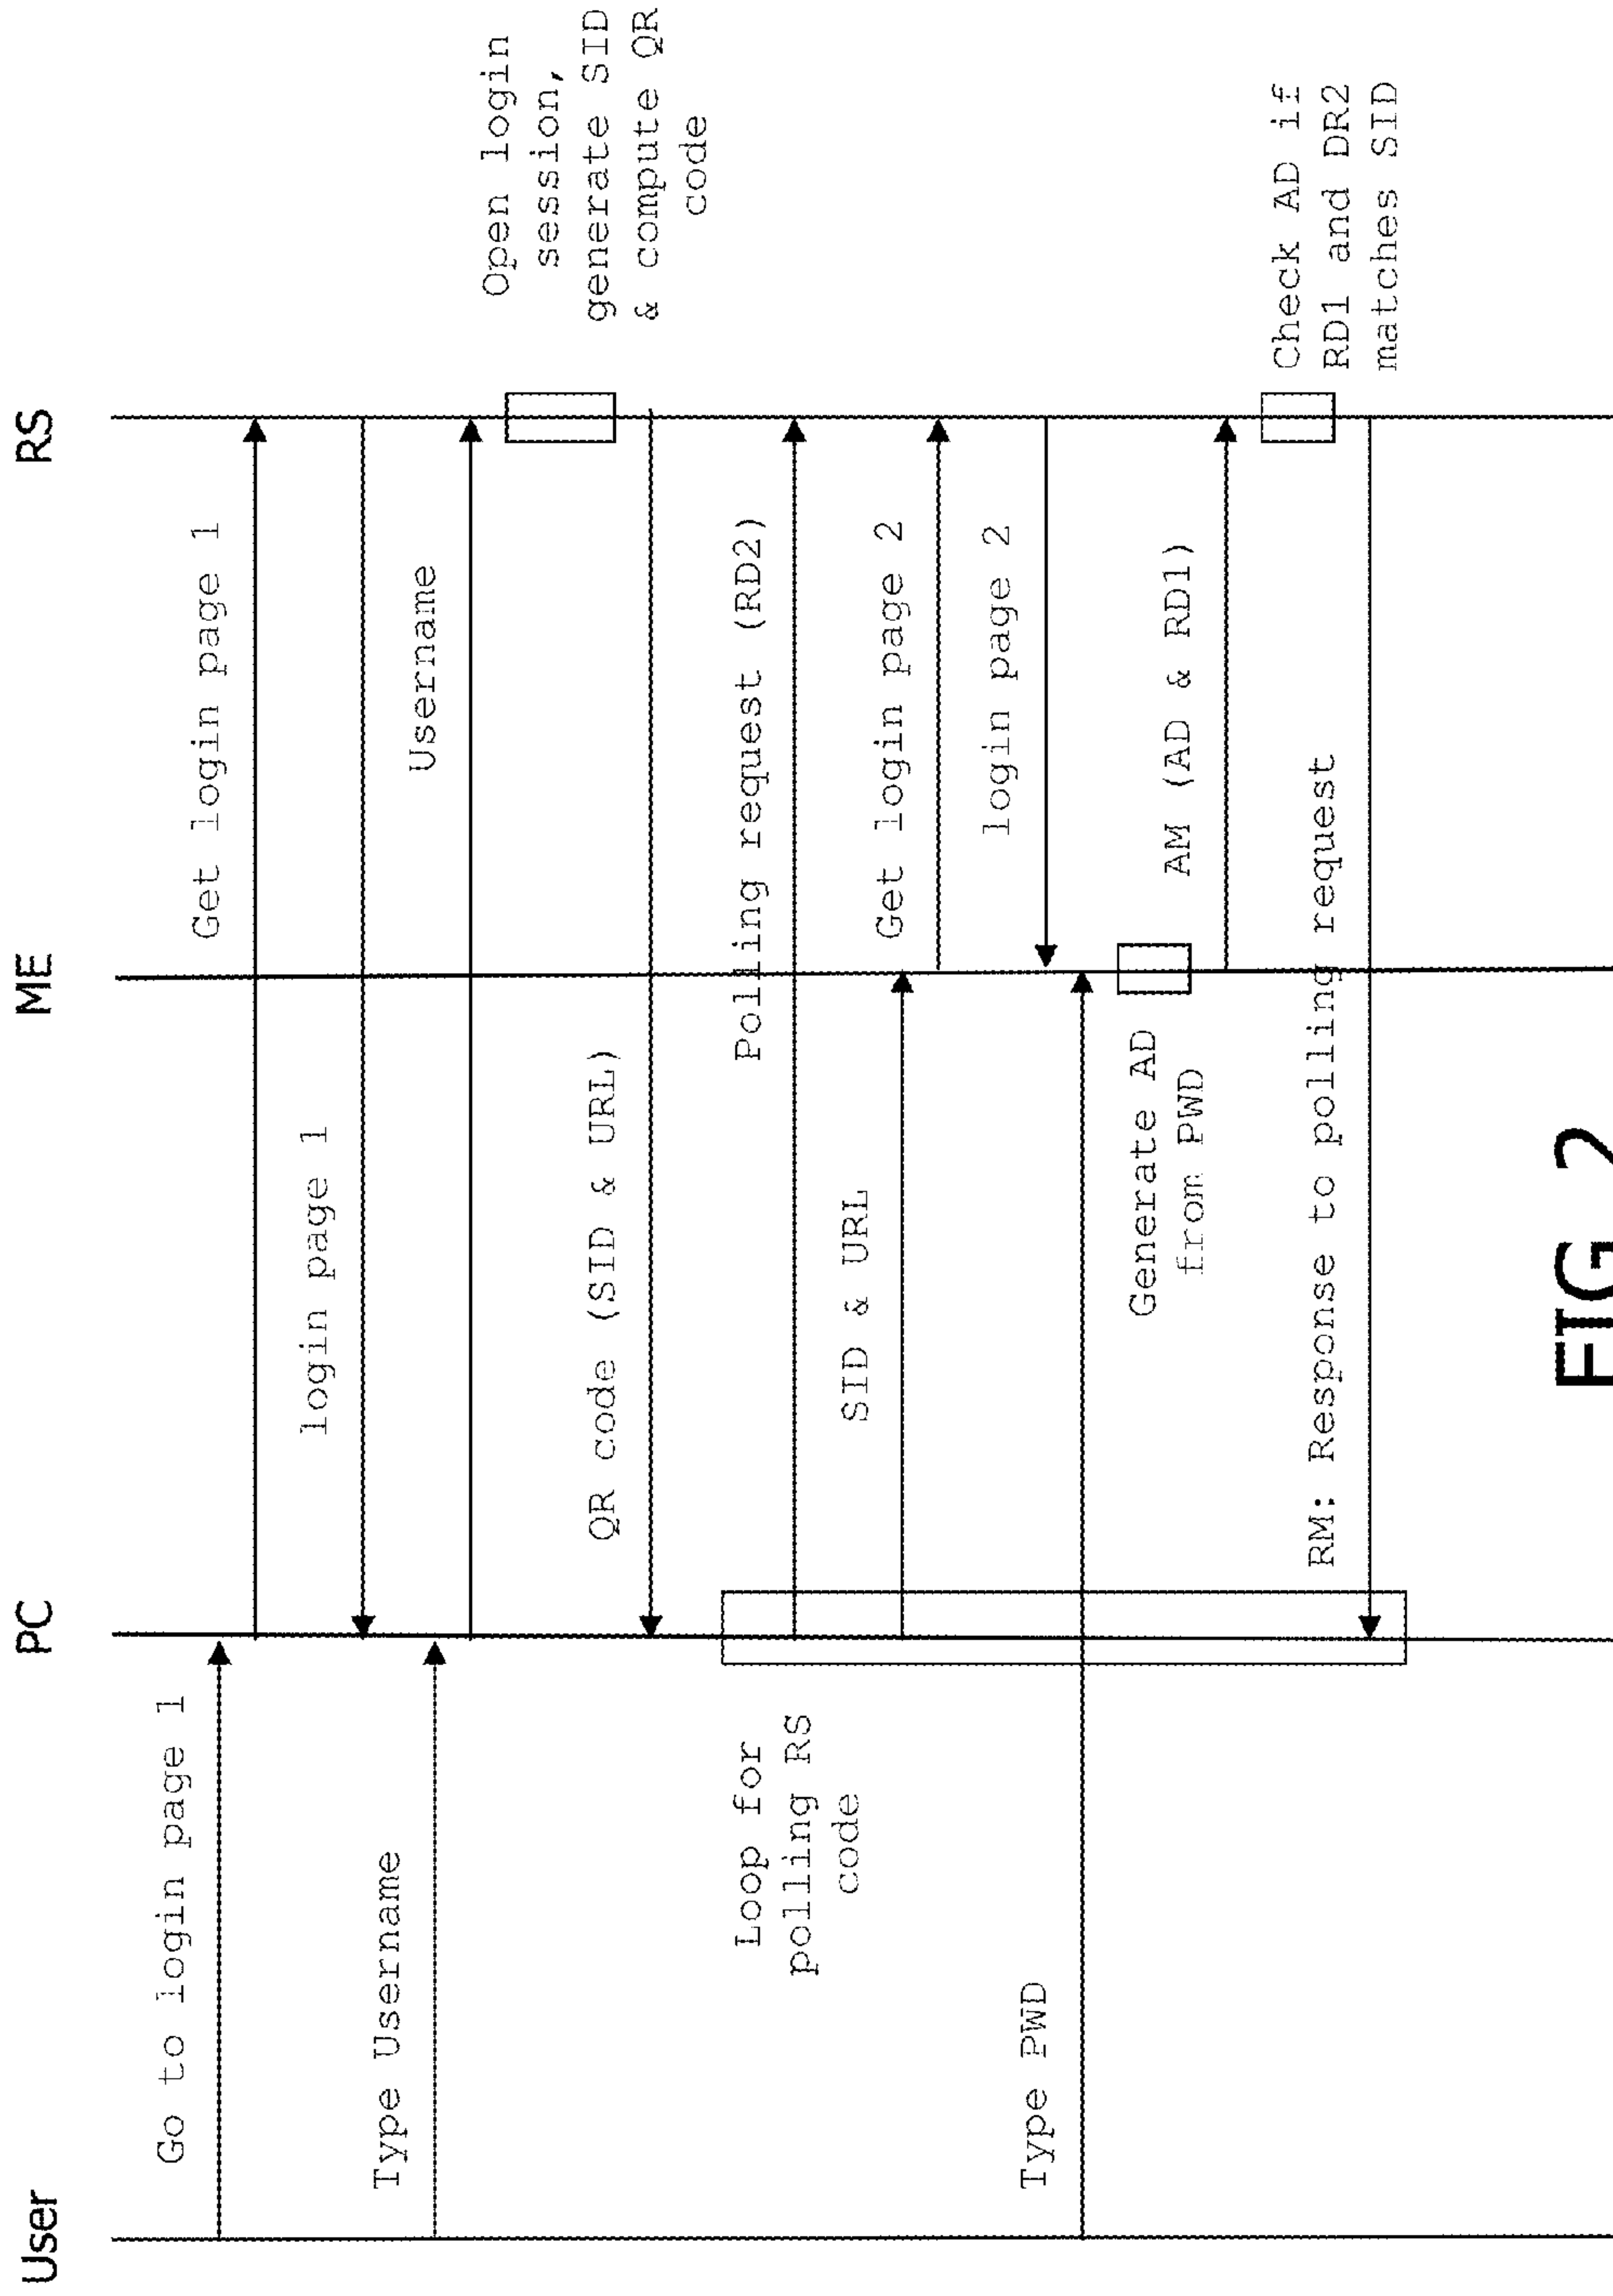 User
PC
ME
RS
Go to login page 1
Get login page 1
login page 1
Type Username
Username
Open login
session,
generate SID
& compute QR
code
QR code (SID & URL)
Loop for
polling RS
code
Polling request (RD2)
SID & URL
Get login page 2
login page 2
Type PWD
Generate AD
from PWD
AM (AD & RD1)
Check AD if
RD1 and DR2
matches SID
RM: Response to polling request
FIG 2